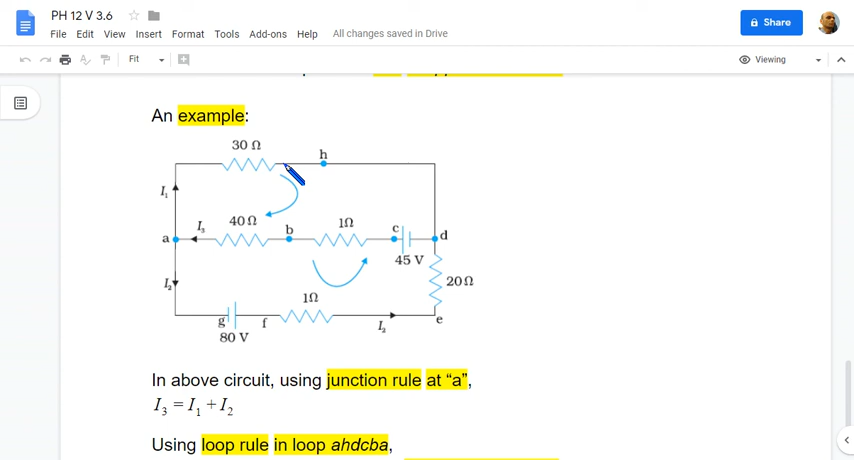 PH 12 V 3.6
File Edit View Insert Format Tools Add-ons Help All changes saved in Drive
Share
Fit
Viewing
An example:
30 Ω
h
I₁
I₃ 40Ω b 1Ω c
a d
45 V
I₂
20Ω
1Ω
g f I₂ e
80 V
In above circuit, using junction rule at “a”,
I₃ = I₁ + I₂
Using loop rule in loop ahdcba,